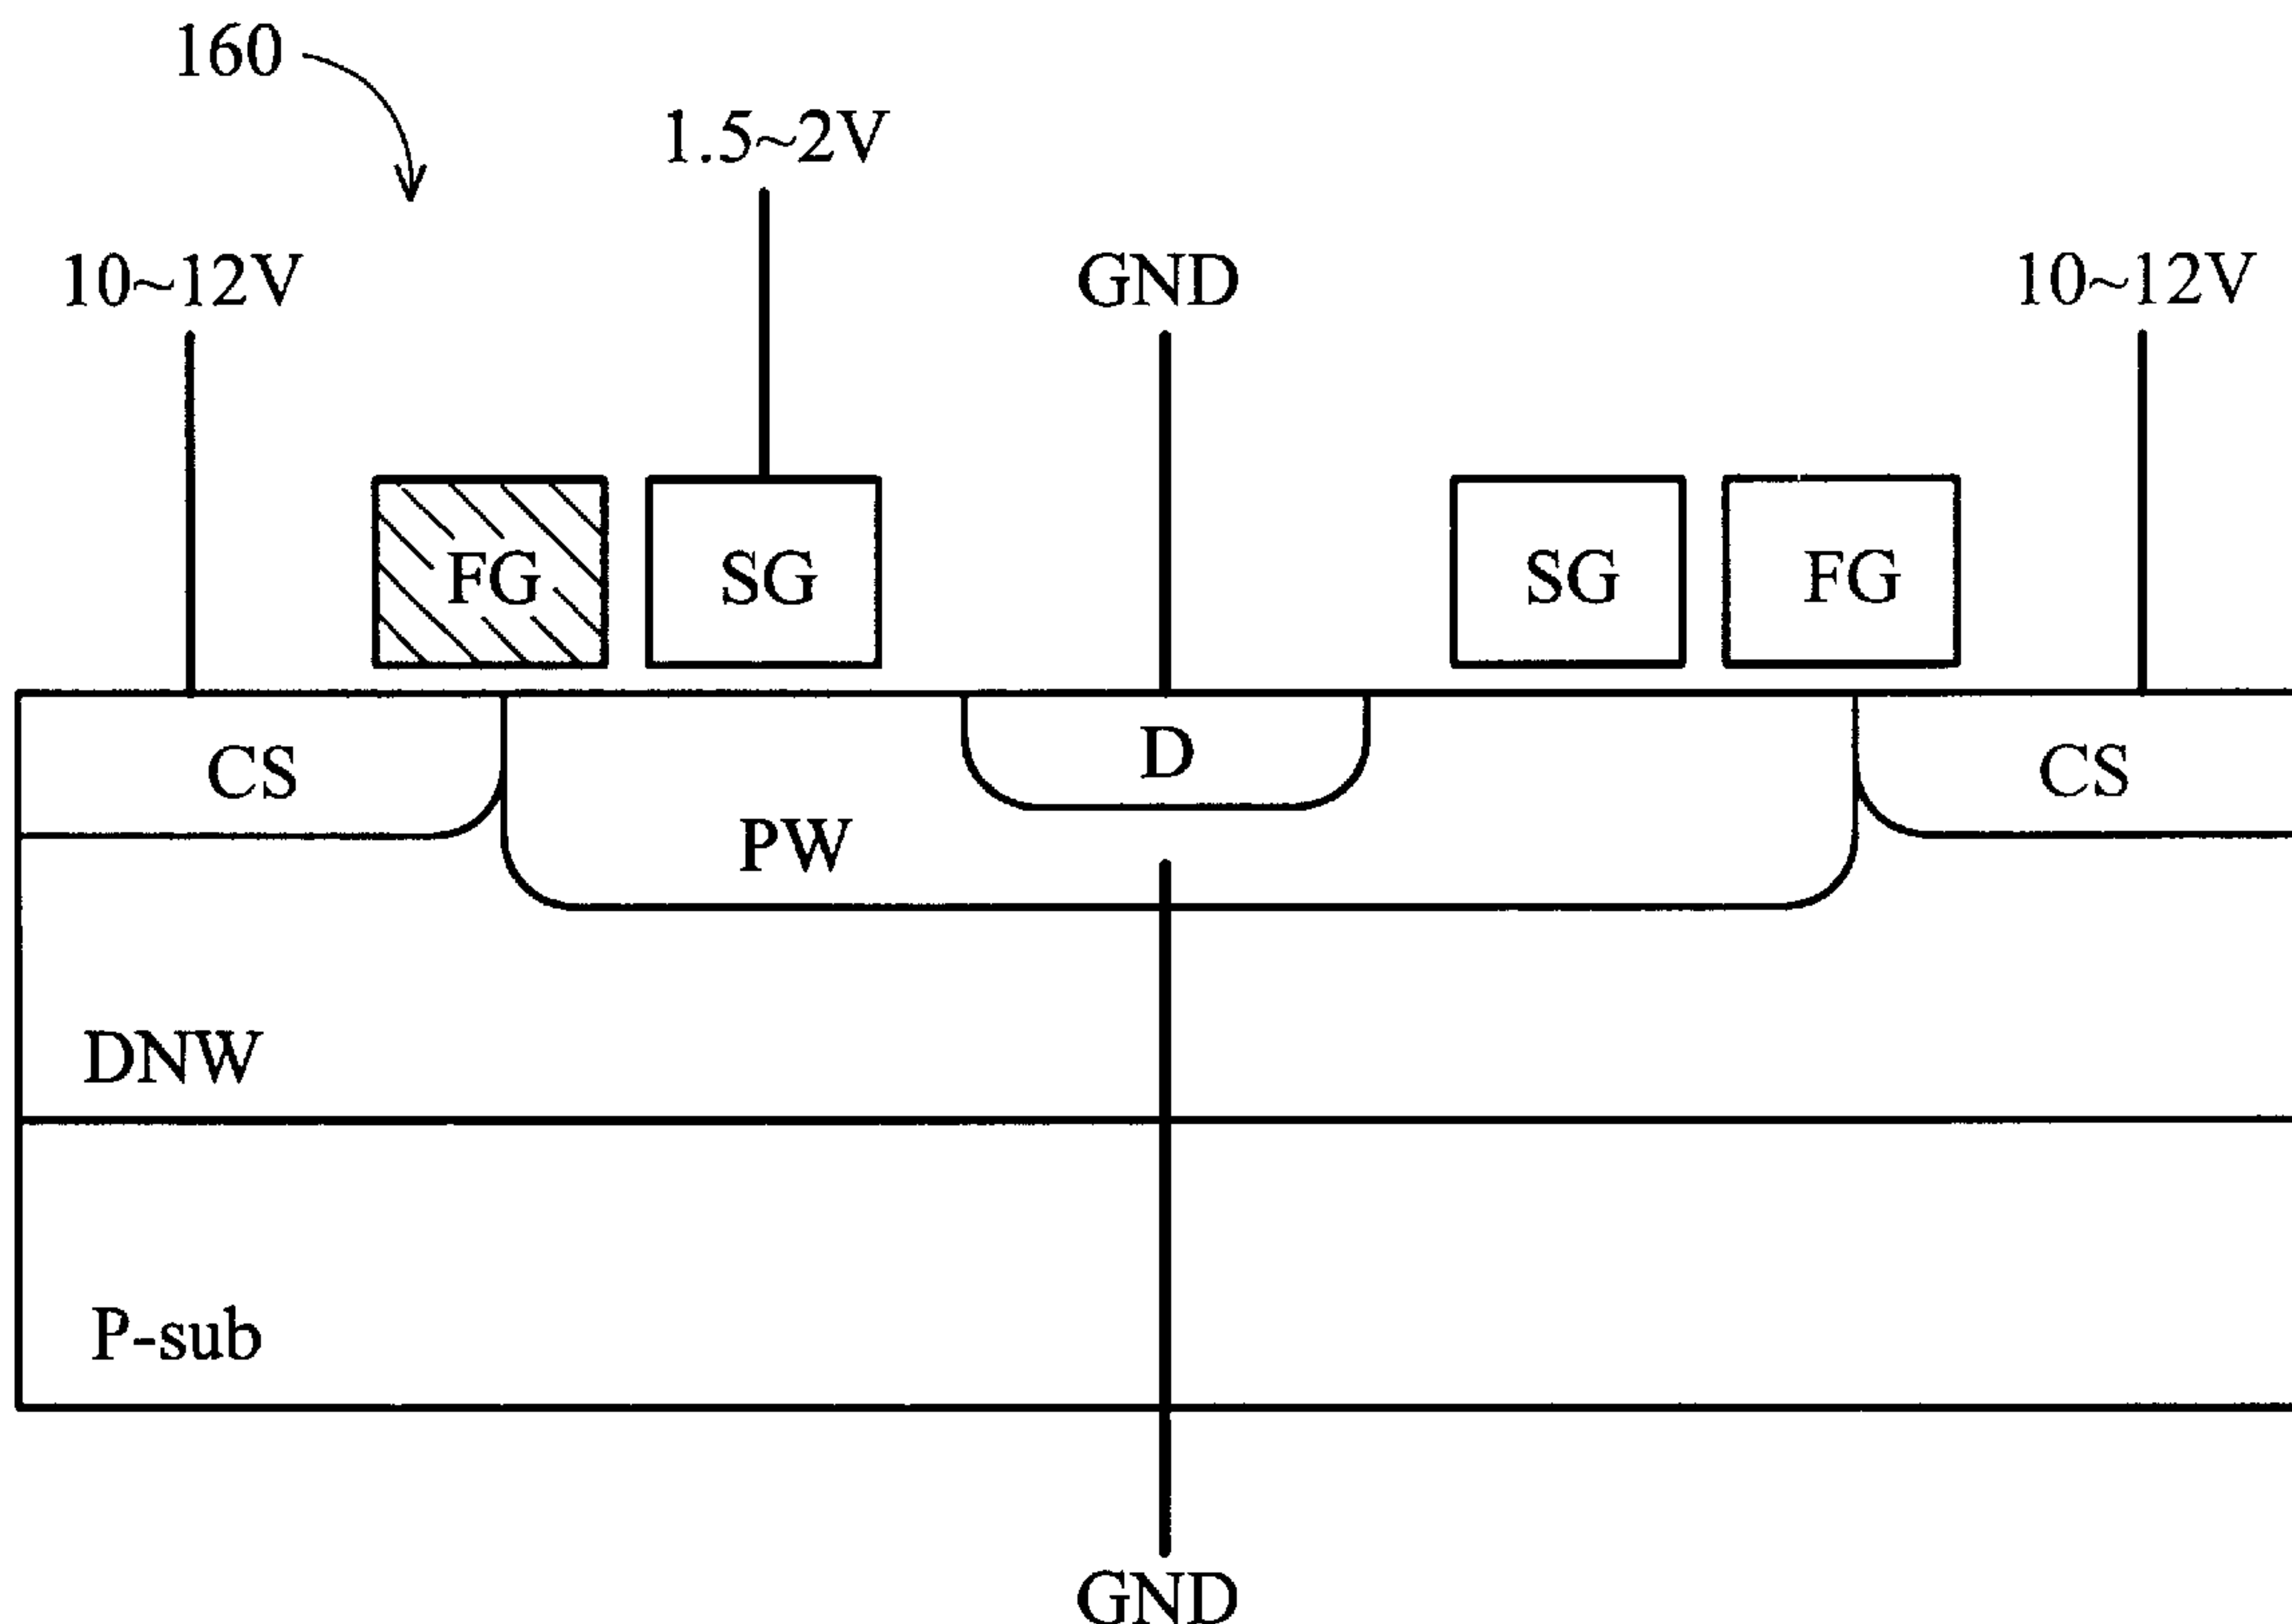 160
1.5~2V
10~12V
GND
10~12V
FG
SG
SG
FG
CS
D
CS
PW
DNW
P-sub
GND